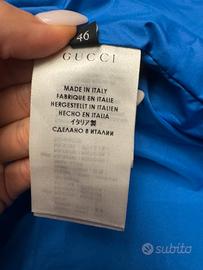 46
GUCCI
MADE IN ITALY
FABRIQUE EN ITALIE
HERGESTELLT IN ITALIEN
HECHO EN ITALIA
イタリア製
СДЕЛАНО В ИТАЛИИ
subito